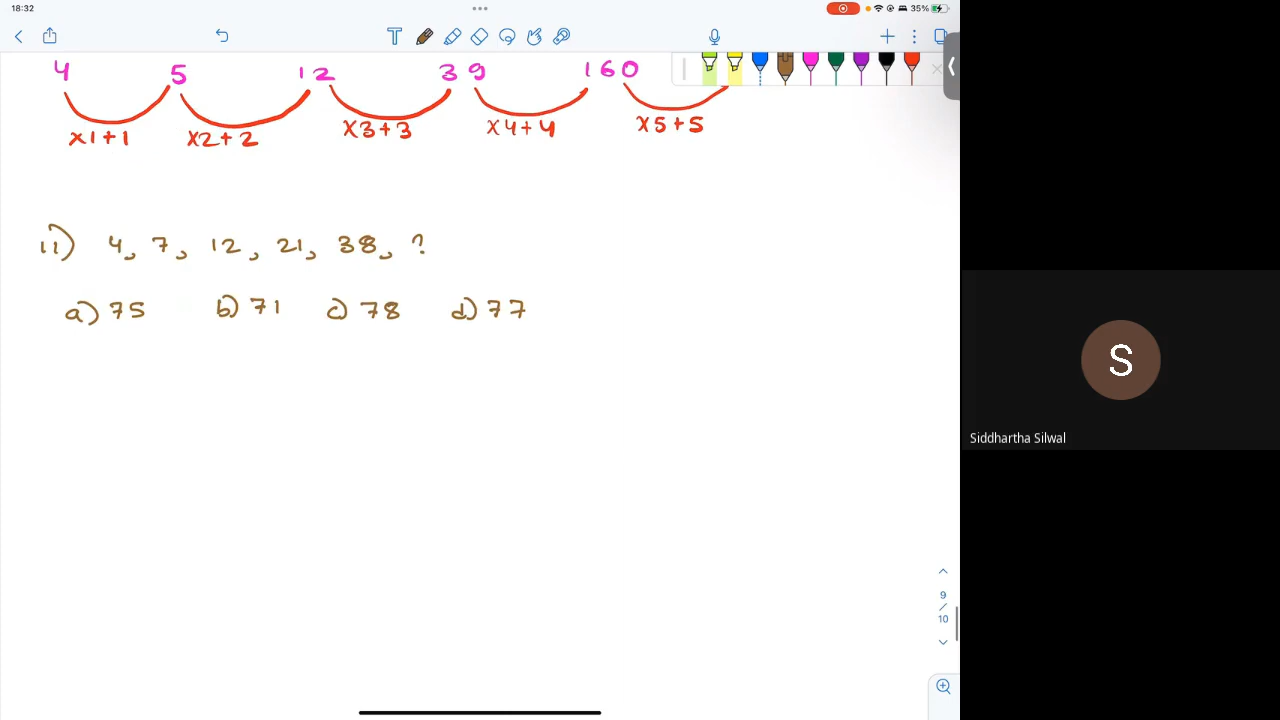 18:32
35%
4 5 12 39 160
x1+1 x2+2 x3+3 x4+4 x5+5
ii) 4, 7, 12, 21, 38, ?
a) 75 b) 71 c) 78 d) 77
S
Siddhartha Silwal
9
/
10